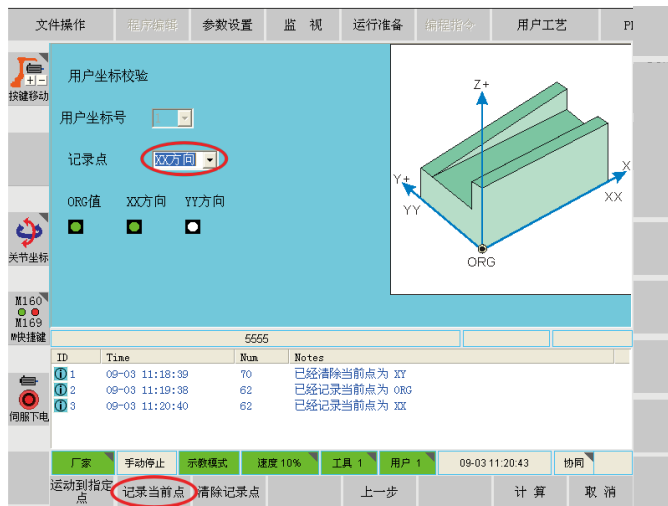 文件操作 程序编辑 参数设置 监 视 运行准备 编程指令 用户工艺
按键移动
关节坐标
M160
M169
M快捷键
伺服下电
用户坐标校验
用户坐标号
记录点 XX方向
ORG值 XX方向 YY方向
Z+
Y+
YY
X
XX
ORG
5555
ID Time Num Notes
1 09-03 11:18:39 70 已经清除当前点为 XY
2 09-03 11:19:38 62 已经记录当前点为 ORG
3 09-03 11:20:40 62 已经记录当前点为 XX
厂家 手动停止 示教模式 速度 10% 工具 1 用户 1 09-03 11:20:43 协同
运动到指定点 记录当前点 清除记录点 上一步 计 算 取 消